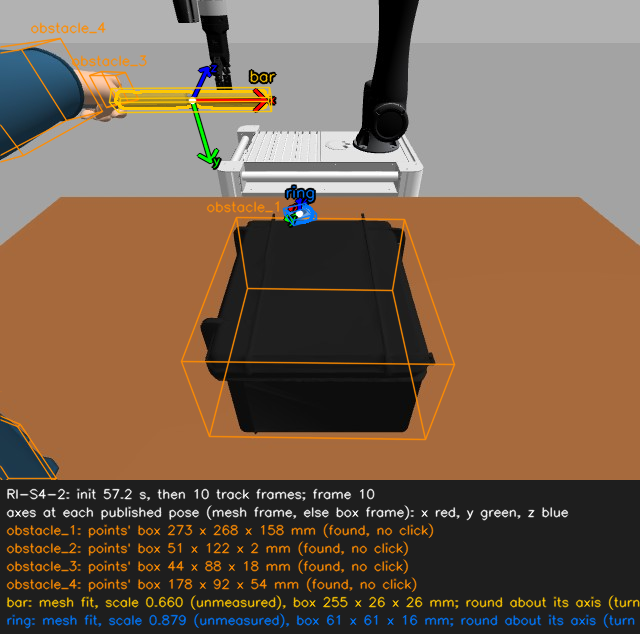 obstacle_4
obstacle_3
bar
x
y
ring
obstacle_1
RI-S4-2: init 57.2 s, then 10 track frames; frame 10
axes at each published pose (mesh frame, else box frame): x red, y green, z blue
obstacle_1: points' box 273 x 268 x 158 mm (found, no click)
obstacle_2: points' box 51 x 122 x 2 mm (found, no click)
obstacle_3: points' box 44 x 88 x 18 mm (found, no click)
obstacle_4: points' box 178 x 92 x 54 mm (found, no click)
bar: mesh fit, scale 0.660 (unmeasured), box 255 x 26 x 26 mm; round about its axis (turn
ring: mesh fit, scale 0.879 (unmeasured), box 61 x 61 x 16 mm; round about its axis (turn